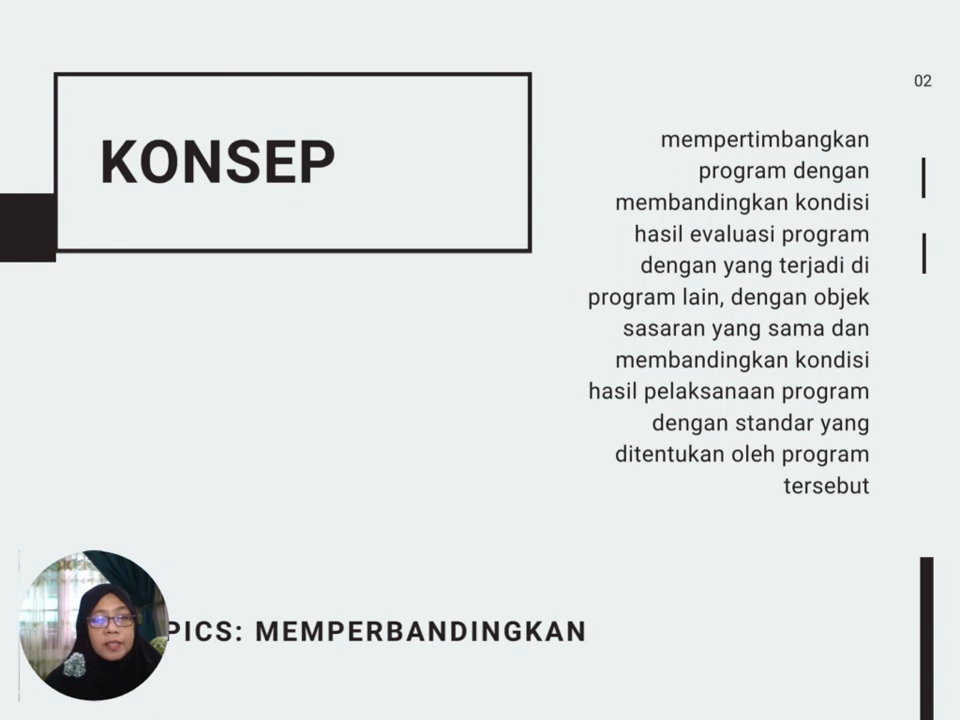 KONSEP
02
mempertimbangkan
program dengan
membandingkan kondisi
hasil evaluasi program
dengan yang terjadi di
program lain, dengan objek
sasaran yang sama dan
membandingkan kondisi
hasil pelaksanaan program
dengan standar yang
ditentukan oleh program
tersebut
PICS: MEMPERBANDINGKAN